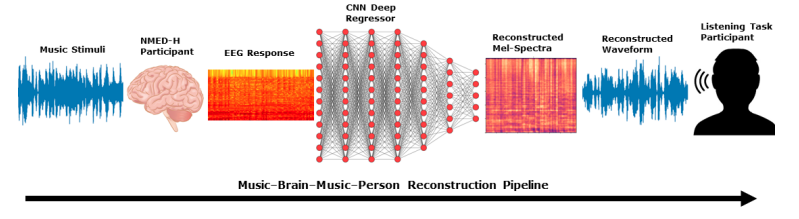 Music Stimuli
NMED-H
Participant
EEG Response
CNN Deep
Regressor
Reconstructed
Mel-Spectra
Reconstructed
Waveform
Listening Task
Participant
Music–Brain–Music–Person Reconstruction Pipeline